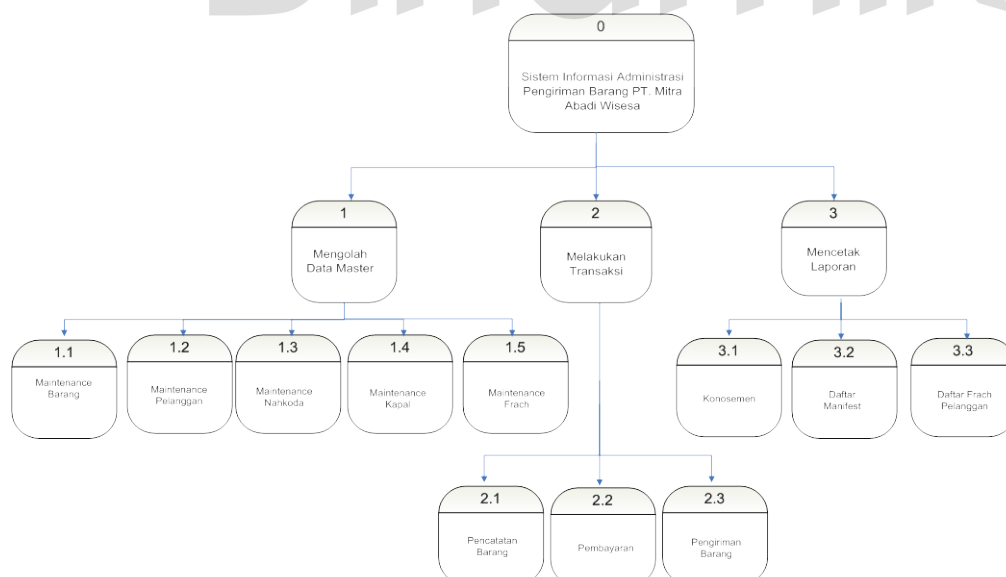 0
Sistem Informasi Administrasi
Pengiriman Barang PT. Mitra
Abadi Wisesa
1
Mengolah
Data Master
2
Melakukan
Transaksi
3
Mencetak
Laporan
1.1
Maintenance
Barang
1.2
Maintenance
Pelanggan
1.3
Maintenance
Nahkoda
1.4
Maintenance
Kapal
1.5
Maintenance
Frach
3.1
Konosemen
3.2
Daftar
Manifest
3.3
Daftar Frach
Pelanggan
2.1
Pencatatan
Barang
2.2
Pembayaran
2.3
Pengiriman
Barang